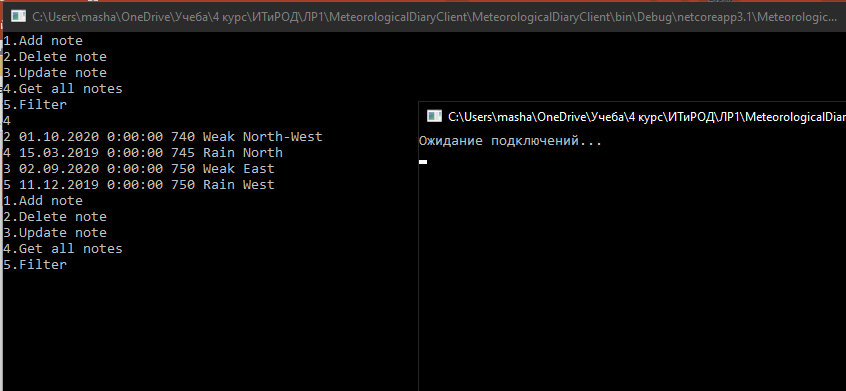 C:\Users\masha\OneDrive\Учеба\4 курс\ИТиРОД\ЛР1\MeteorologicalDiaryClient\MeteorologicalDiaryClient\bin\Debug\netcoreapp3.1\Meteorologic...
1.Add note
2.Delete note
3.Update note
4.Get all notes
5.Filter
4
2 01.10.2020 0:00:00 740 Weak North-West
4 15.03.2019 0:00:00 745 Rain North
3 02.09.2020 0:00:00 750 Weak East
5 11.12.2019 0:00:00 750 Rain West
1.Add note
2.Delete note
3.Update note
4.Get all notes
5.Filter
C:\Users\masha\OneDrive\Учеба\4 курс\ИТиРОД\ЛР1\MeteorologicalDiar
Ожидание подключений...